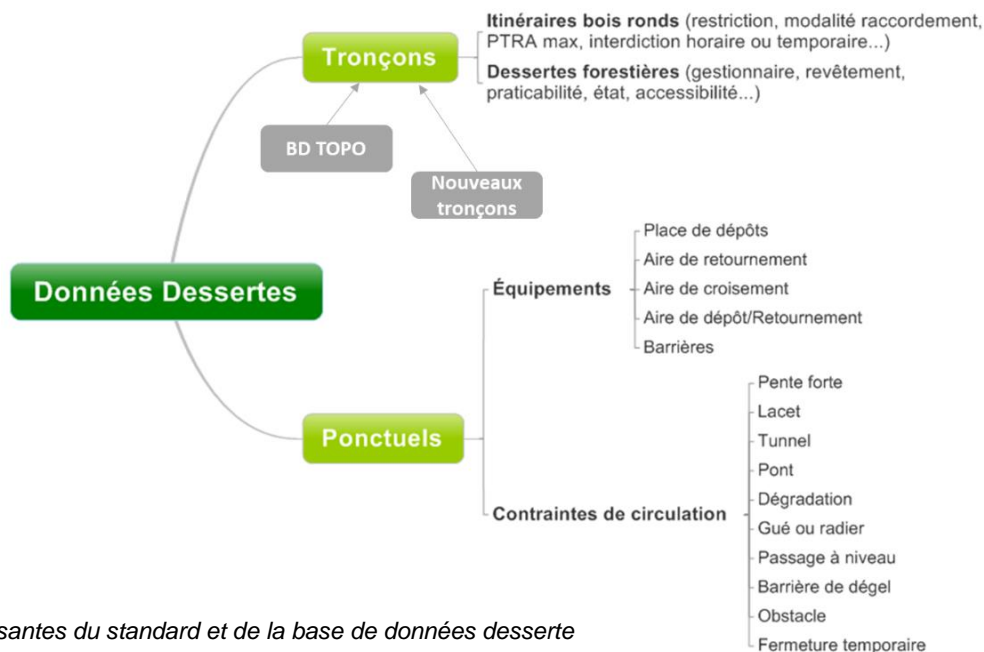 Itinéraires bois ronds (restriction, modalité raccordement,
PTRA max, interdiction horaire ou temporaire...)
Tronçons
Dessertes forestières (gestionnaire, revêtement,
praticabilité, état, accessibilité...)
BD TOPO
Nouveaux
tronçons
Données Dessertes
Place de dépôts
Aire de retournement
Équipements
Aire de croisement
Aire de dépôt/Retournement
Barrières
Ponctuels
Pente forte
Lacet
Tunnel
Pont
Dégradation
Contraintes de circulation
Gué ou radier
Passage à niveau
Barrière de dégel
Obstacle
Fermeture temporaire
santes du standard et de la base de données desserte